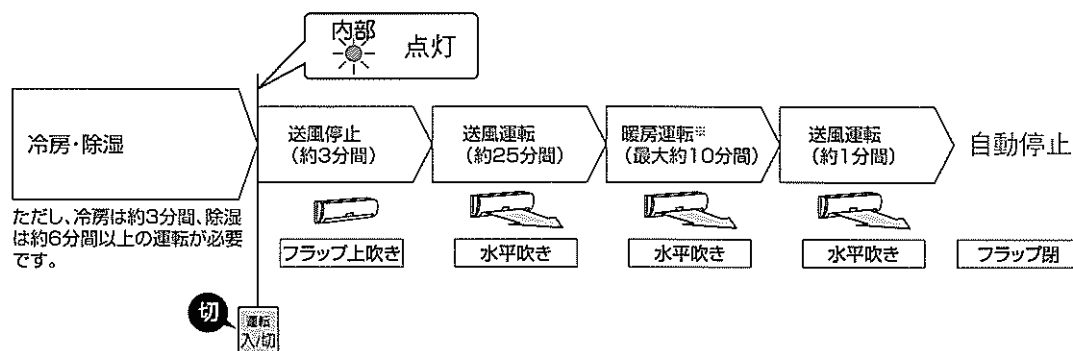 内部
点灯
冷房・除湿
送風停止
（約3分間）
送風運転
（約25分間）
暖房運転※
（最大約10分間）
送風運転
（約1分間）
自動停止
ただし、冷房は約3分間、除湿
は約6分間以上の運転が必要
です。
フラップ上吹き
水平吹き
水平吹き
水平吹き
フラップ閉
切
運転
入/切